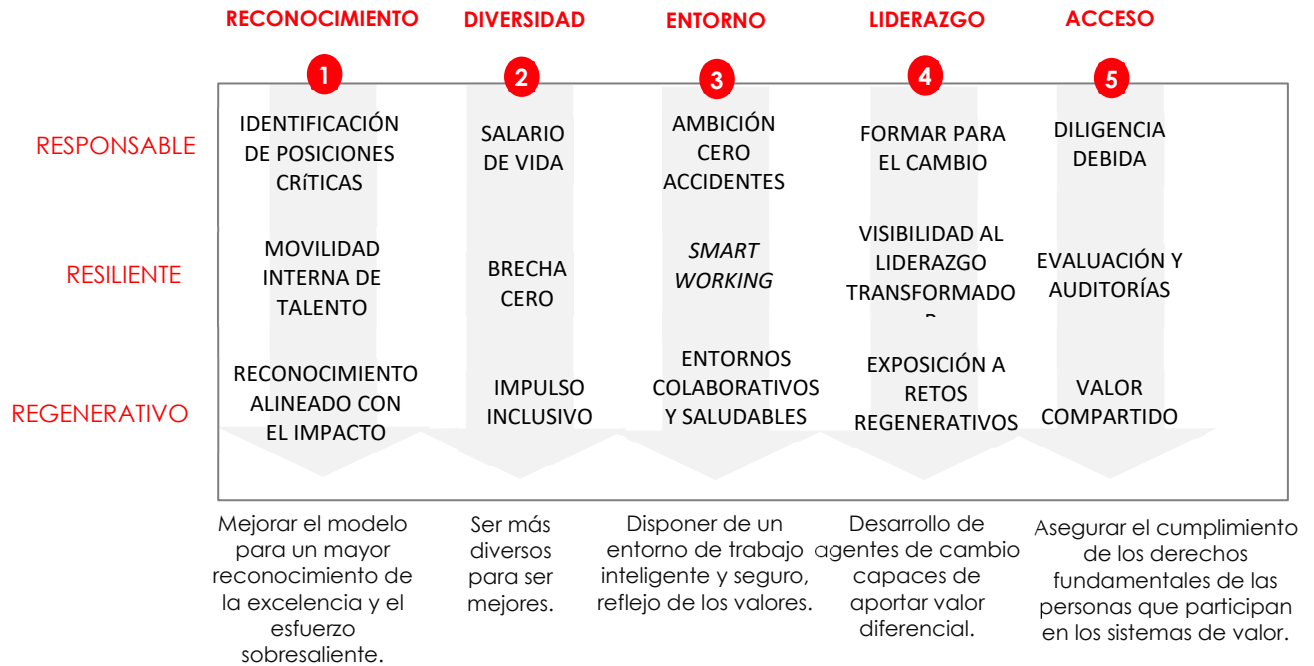 RECONOCIMIENTO
DIVERSIDAD
ENTORNO
LIDERAZGO
ACCESO
1
2
3
4
5
RESPONSABLE
IDENTIFICACIÓN
DE POSICIONES
CRíTICAS
SALARIO
DE VIDA
AMBICIÓN
CERO
ACCIDENTES
FORMAR PARA
EL CAMBIO
DILIGENCIA
DEBIDA
RESILIENTE
MOVILIDAD
INTERNA DE
TALENTO
BRECHA
CERO
SMART
WORKING
VISIBILIDAD AL
LIDERAZGO
TRANSFORMADO
EVALUACIÓN Y
AUDITORÍAS
REGENERATIVO
RECONOCIMIENTO
ALINEADO CON
EL IMPACTO
IMPULSO
INCLUSIVO
ENTORNOS
COLABORATIVOS
Y SALUDABLES
EXPOSICIÓN A
RETOS
REGENERATIVOS
VALOR
COMPARTIDO
Mejorar el modelo
para un mayor
reconocimiento de
la excelencia y el
esfuerzo
sobresaliente.
Ser más
diversos
para ser
mejores.
Disponer de un
entorno de trabajo
inteligente y seguro,
reflejo de los valores.
Desarrollo de
agentes de cambio
capaces de
aportar valor
diferencial.
Asegurar el cumplimiento
de los derechos
fundamentales de las
personas que participan
en los sistemas de valor.